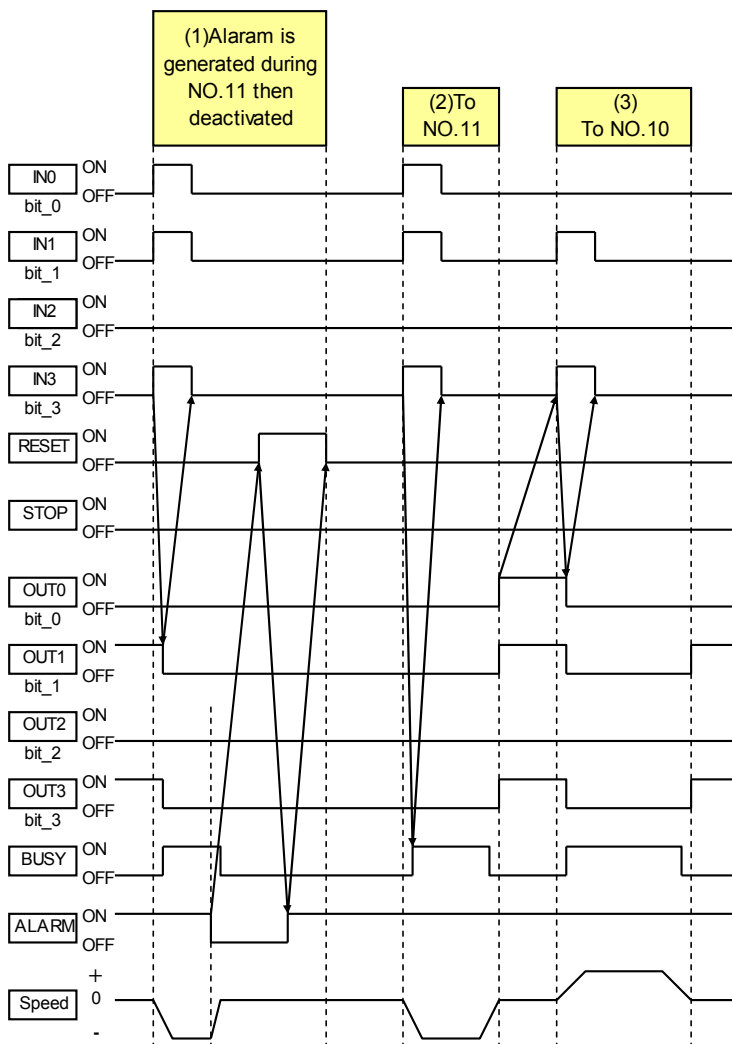 (1)Alaram is
generated during
NO.11 then
deactivated
(2)To
NO.11
(3)
To NO.10
IN0
ON
OFF
bit_0
IN1
ON
OFF
bit_1
IN2
ON
OFF
bit_2
IN3
ON
OFF
bit_3
RESET
ON
OFF
STOP
ON
OFF
OUT0
ON
OFF
bit_0
OUT1
ON
OFF
bit_1
OUT2
ON
OFF
bit_2
OUT3
ON
OFF
bit_3
BUSY
ON
OFF
ALARM
ON
OFF
Speed
+
0
-